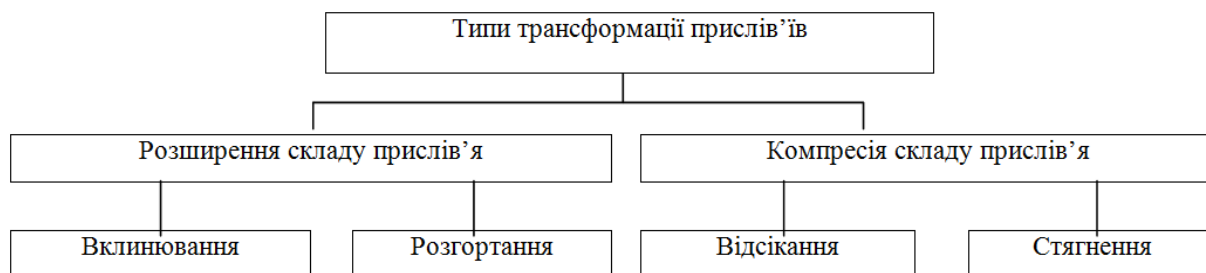 Типи трансформації прислів’їв
Розширення складу прислів’я
Компресія складу прислів’я
Вклинювання
Розгортання
Відсікання
Стягнення